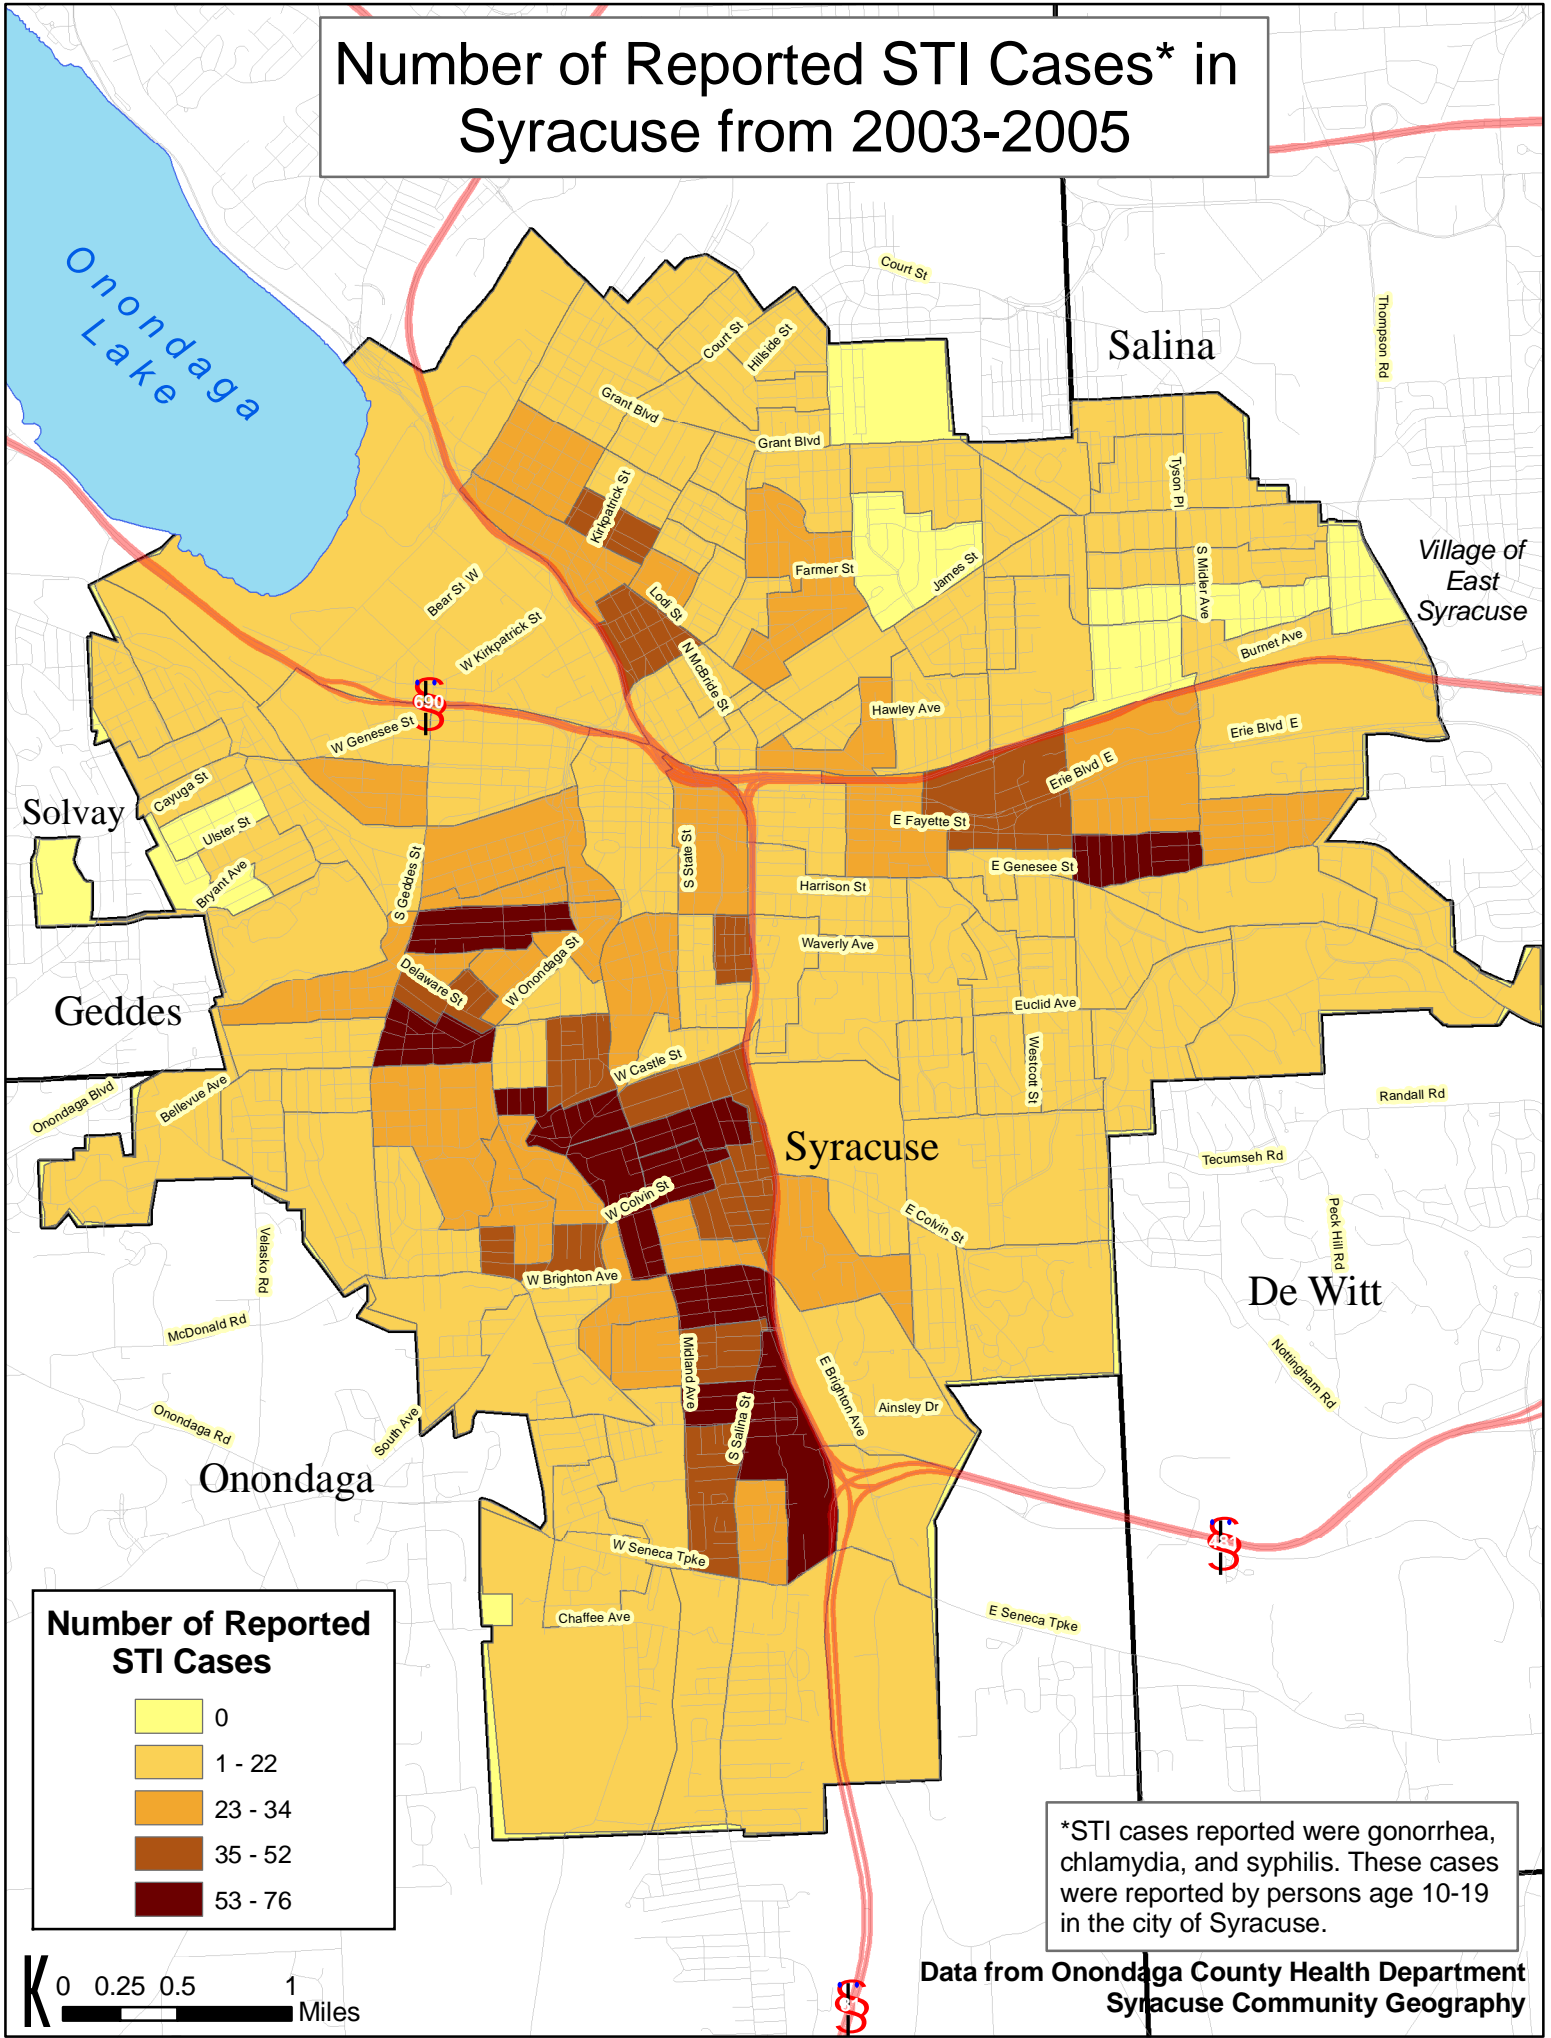 Number of Reported STI Cases* in
Syracuse from 2003-2005
Onondaga
Lake
Court St
Salina
Thompson Rd
Court St
Hillside St
Grant Blvd
Grant Blvd
Tyson Pl
Kirkpatrick St
Village of
East
Syracuse
Farmer St
James St
S Midler Ave
Bear St W
Lodi St
W Kirkpatrick St
N McBride St
Burnet Ave
690
W Genesee St
Hawley Ave
Erie Blvd E
Erie Blvd E
Cayuga St
Solvay
Ulster St
E Fayette St
S State St
Bryant Ave
S Geddes St
E Genesee St
Harrison St
Waverly Ave
W Onondaga St
Delaware St
Geddes
Euclid Ave
W Castle St
Westcott St
Onondaga Blvd
Bellevue Ave
Randall Rd
Syracuse
Tecumseh Rd
W Colvin St
E Colvin St
Peck Hill Rd
Velasko Rd
W Brighton Ave
De Witt
McDonald Rd
Midland Ave
E Brighton Ave
Nottingham Rd
Ainsley Dr
Onondaga Rd
South Ave
S Salina St
Onondaga
481
W Seneca Tpke
Chaffee Ave
E Seneca Tpke
Number of Reported
STI Cases
0
1 - 22
23 - 34
35 - 52
53 - 76
*STI cases reported were gonorrhea,
chlamydia, and syphilis. These cases
were reported by persons age 10-19
in the city of Syracuse.
0 0.25 0.5 1
Miles
Data from Onondaga County Health Department
Syracuse Community Geography